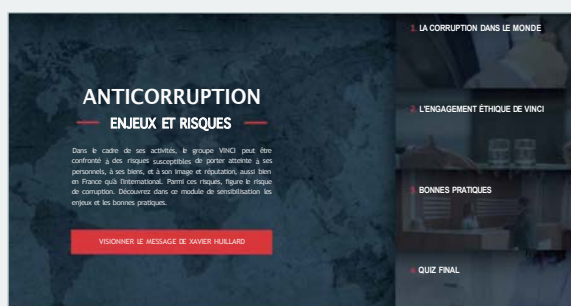 ANTICORRUPTION
ENJEUX ET RISQUES
Dans le cadre de ses activités, le groupe VINCI peut être
confronté à des risques susceptibles de porter atteinte à ses
personnels, à ses biens, et à son image et réputation, aussi bien
en France qu'à l'international. Parmi ces risques, figure le risque
de corruption. Découvrez dans ce module de sensibilisation les
enjeux et les bonnes pratiques.
VISIONNER LE MESSAGE DE XAVIER HUILLARD
1. LA CORRUPTION DANS LE MONDE
2. L'ENGAGEMENT ÉTHIQUE DE VINCI
3. BONNES PRATIQUES
4. QUIZ FINAL